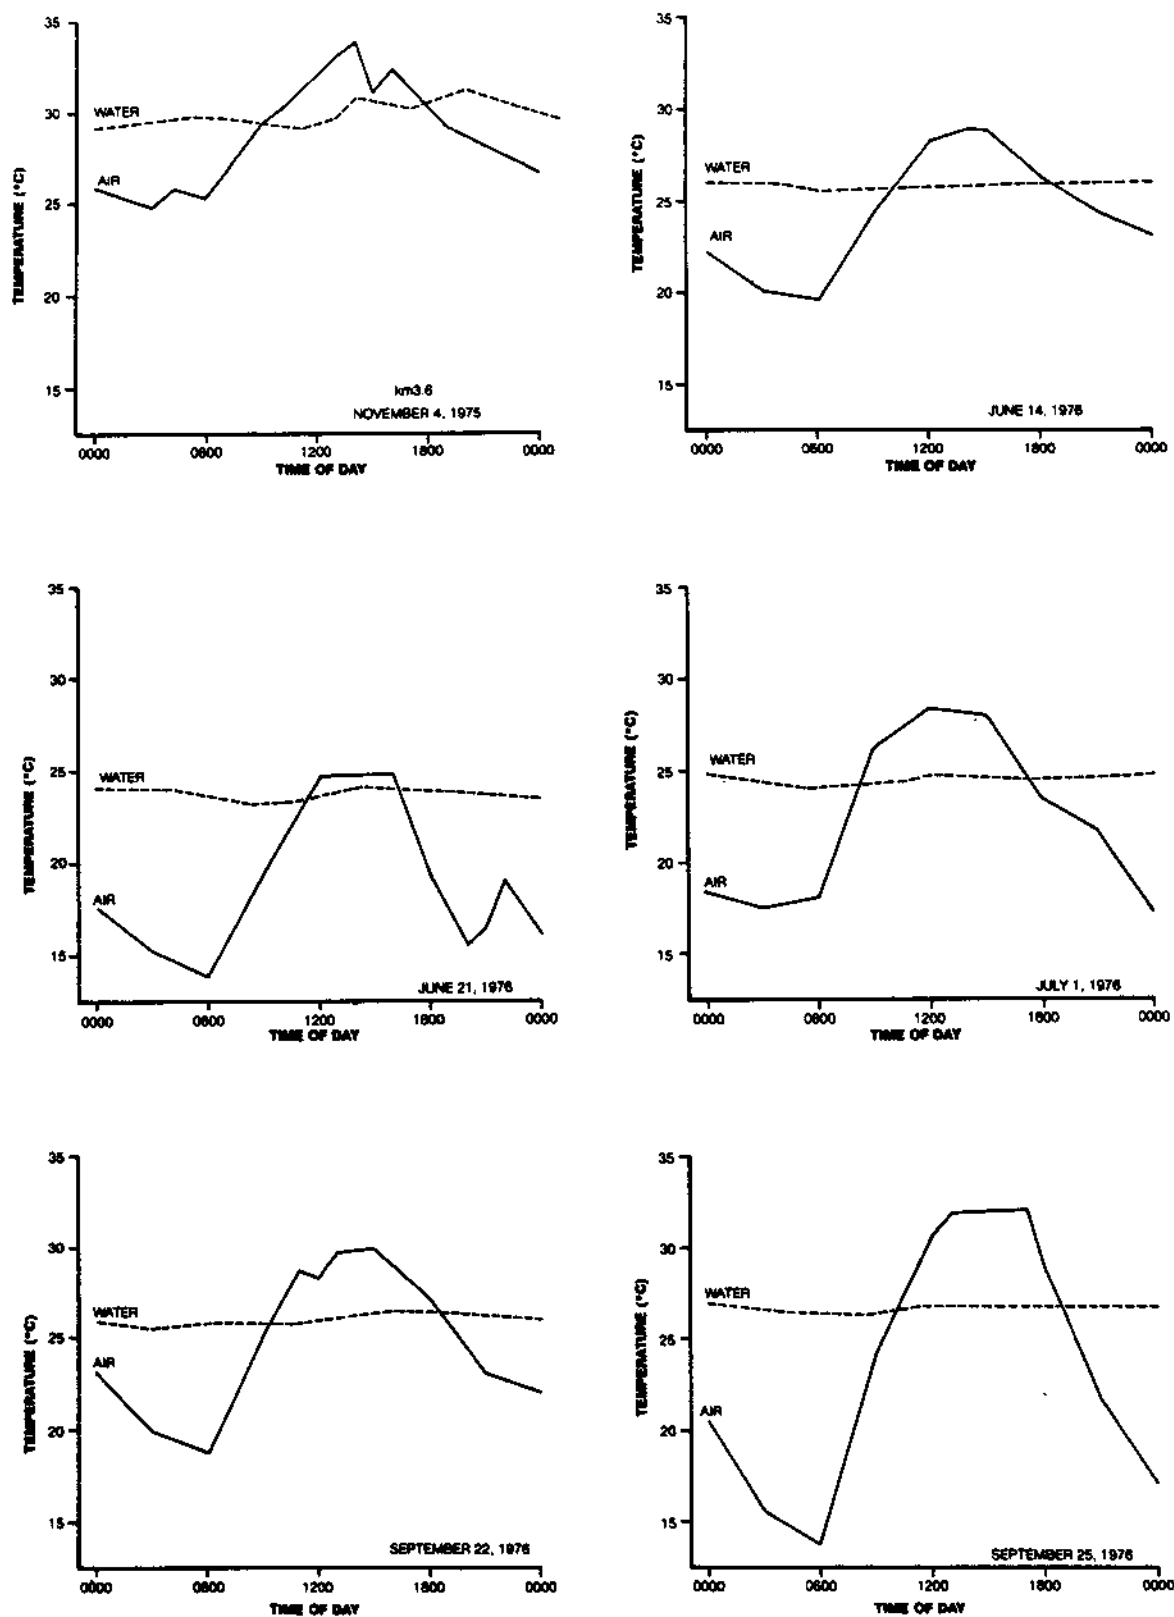 35
30
25
20
15
TEMPERATURE (°C)
WATER
AIR
km3.6
NOVEMBER 4, 1975
0000 0600 1200 1800 0000
TIME OF DAY
35
30
25
20
15
TEMPERATURE (°C)
WATER
AIR
JUNE 14, 1976
0000 0600 1200 1800 0000
TIME OF DAY
35
30
25
20
15
TEMPERATURE (°C)
WATER
AIR
JUNE 21, 1976
0000 0600 1200 1800 0000
TIME OF DAY
35
30
25
20
15
TEMPERATURE (°C)
WATER
AIR
JULY 1, 1976
0000 0600 1200 1800 0000
TIME OF DAY
35
30
25
20
15
TEMPERATURE (°C)
WATER
AIR
SEPTEMBER 22, 1976
0000 0600 1200 1800 0000
TIME OF DAY
35
30
25
20
15
TEMPERATURE (°C)
WATER
AIR
SEPTEMBER 25, 1976
0000 0600 1200 1800 0000
TIME OF DAY